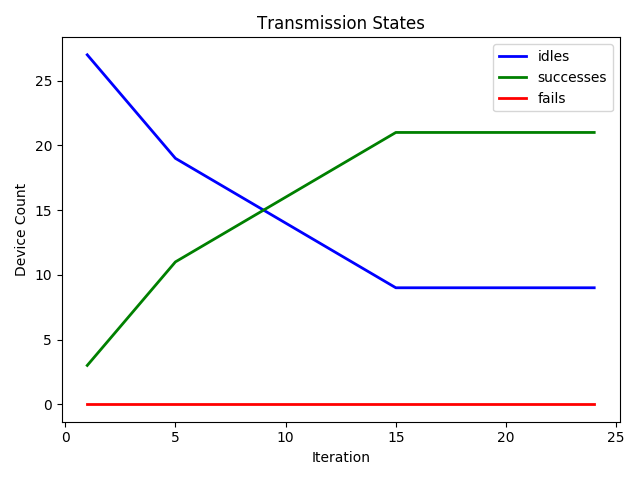 Transmission States
idles
successes
fails
Device Count
25
20
15
10
5
0
0 5 10 15 20 25
Iteration